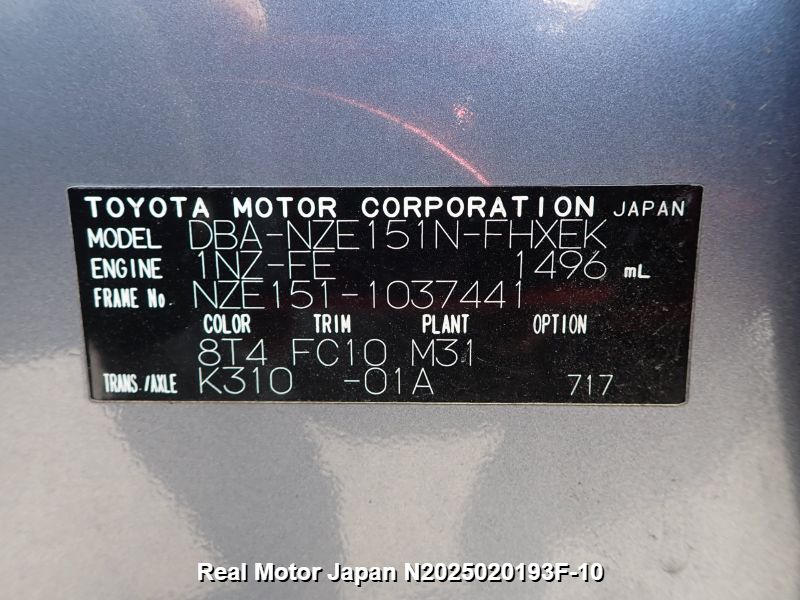 TOYOTA MOTOR CORPORATION JAPAN
MODEL DBA-NZE151N-FHXEK
ENGINE 1NZ-FE 1496 mL
FRAME No. NZE151-1037441
COLOR TRIM PLANT OPTION
8T4 FC10 M31
TRANS./AXLE K310 -01A 717
Real Motor Japan N2025020193F-10